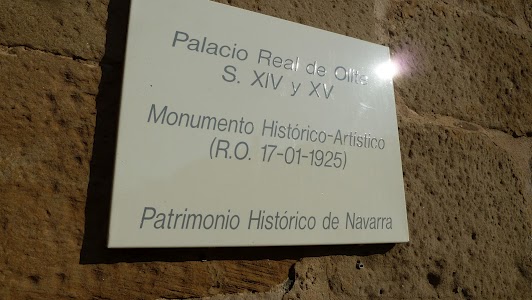 Palacio Real de Olite
S. XIV y XV
Monumento Histórico-Artístico
(R.O. 17-01-1925)
Patrimonio Histórico de Navarra